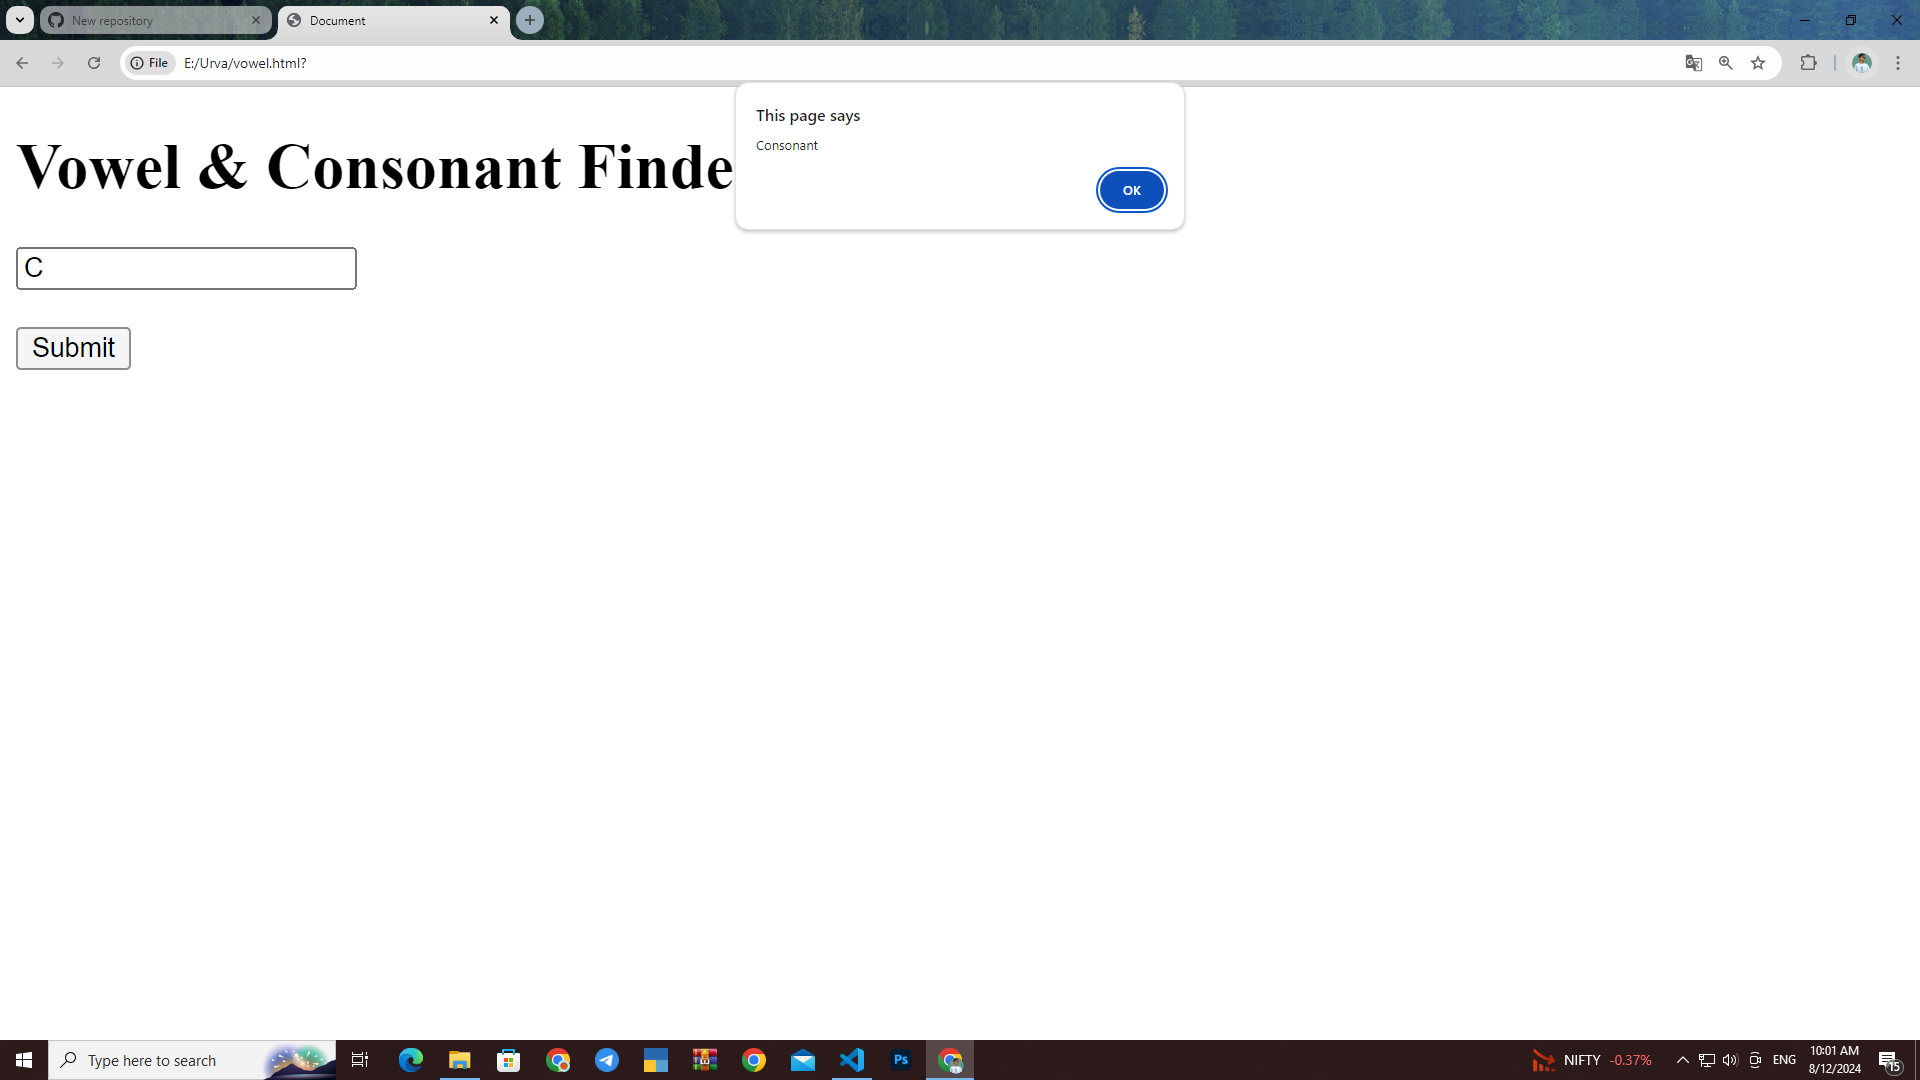 New repository
Document
File
E:/Urva/vowel.html?
This page says
Consonant
OK
Vowel & Consonant Finde
C
Submit
Type here to search
Ps
NIFTY -0.37%
ENG
10:01 AM
8/12/2024
15